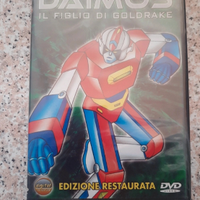 DAIMOS
IL FIGLIO DI GOLDRAKE
EDIZIONE RESTAURATA
DVD